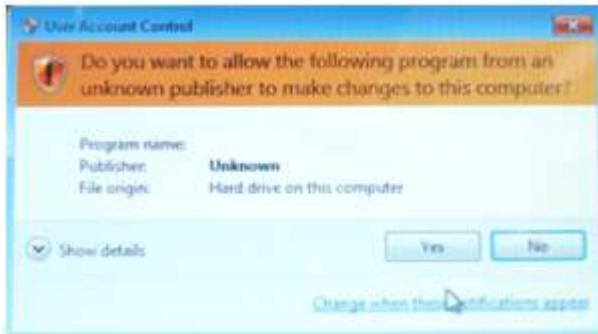 User Account Control
Do you want to allow the following program from an
unknown publisher to make changes to this computer?
Program name:
Publisher: Unknown
File origin: Hard drive on this computer
Show details
Yes No
Change when these notifications appear